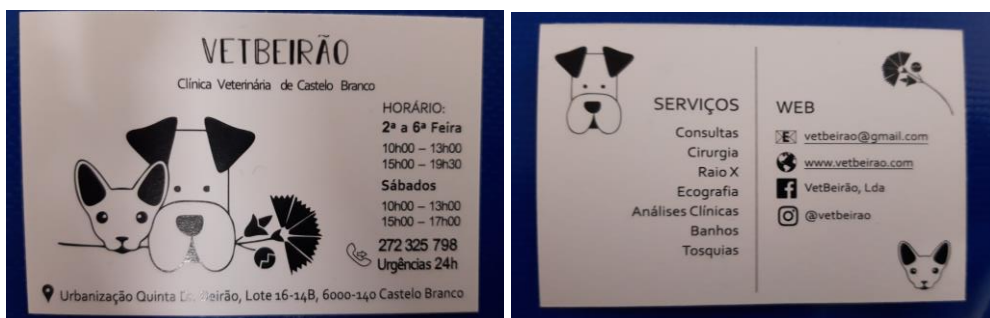 VETBEIRÃO
Clínica Veterinária de Castelo Branco
HORÁRIO:
2ª a 6ª Feira
10h00 – 13h00
15h00 – 19h30
Sábados
10h00 – 13h00
15h00 – 17h00
272 325 798
Urgências 24h
Urbanização Quinta Beirão, Lote 16-14B, 6000-140 Castelo Branco
SERVIÇOS
Consultas
Cirurgia
Raio X
Ecografia
Análises Clínicas
Banhos
Tosquias
WEB
vetbeirao@gmail.com
www.vetbeirao.com
VetBeirão, Lda
@vetbeirao